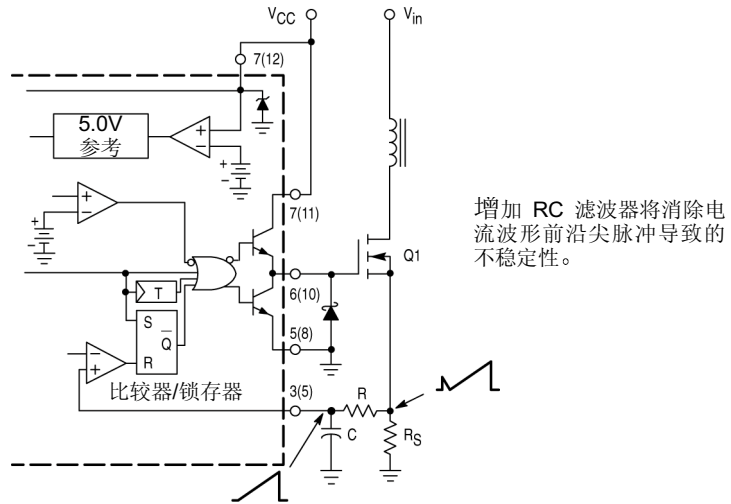 VCC
Vin
7(12)
5.0V
参考
+
−
+
−
+
−
+
−
7(11)
Q1
6(10)
T
S
Q
R
5(8)
−
+
比较器/锁存器
3(5)
R
C
RS
增加 RC 滤波器将消除电
流波形前沿尖脉冲导致的
不稳定性。